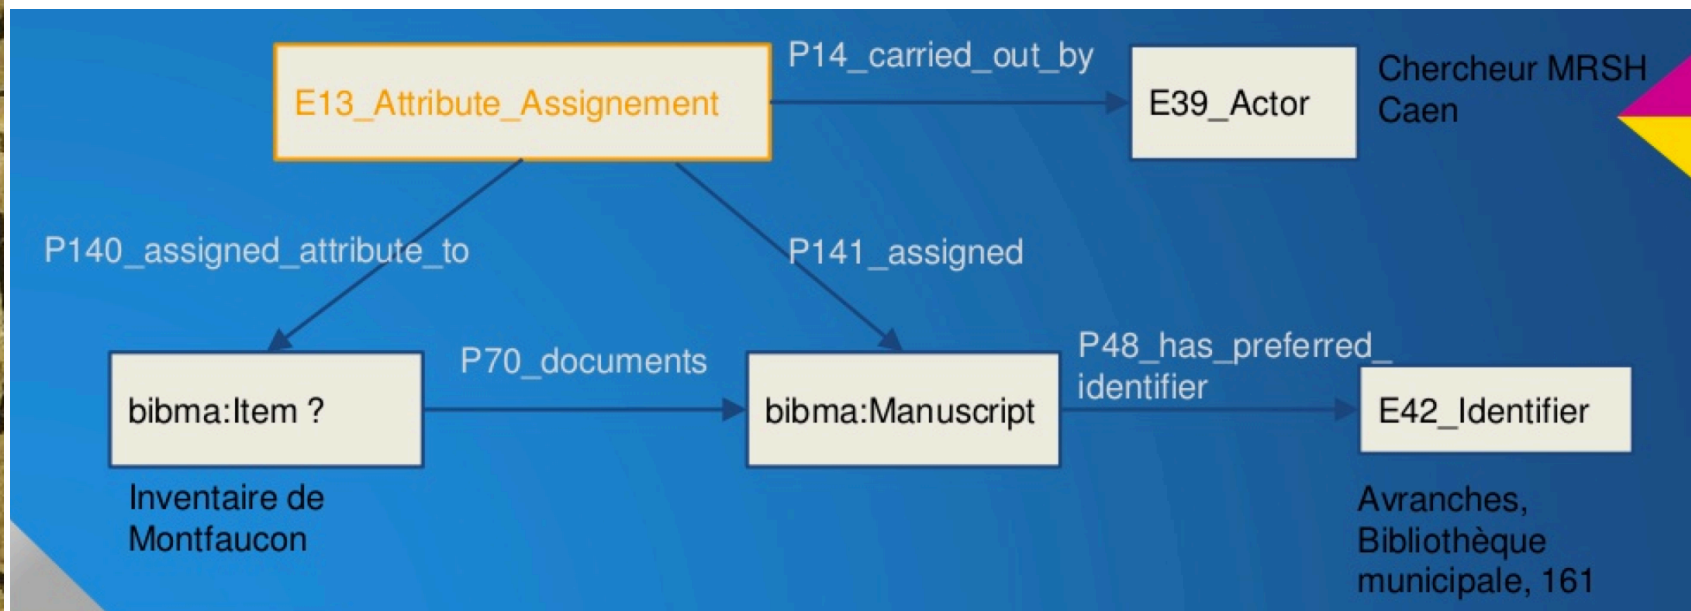 P14_carried_out_by
E13_Attribute_Assignement
E39_Actor
Chercheur MRSH
Caen
P140_assigned_attribute_to
P141_assigned
P70_documents
P48_has_preferred_
identifier
bibma:Item ?
bibma:Manuscript
E42_Identifier
Inventaire de
Montfaucon
Avranches,
Bibliothèque
municipale, 161